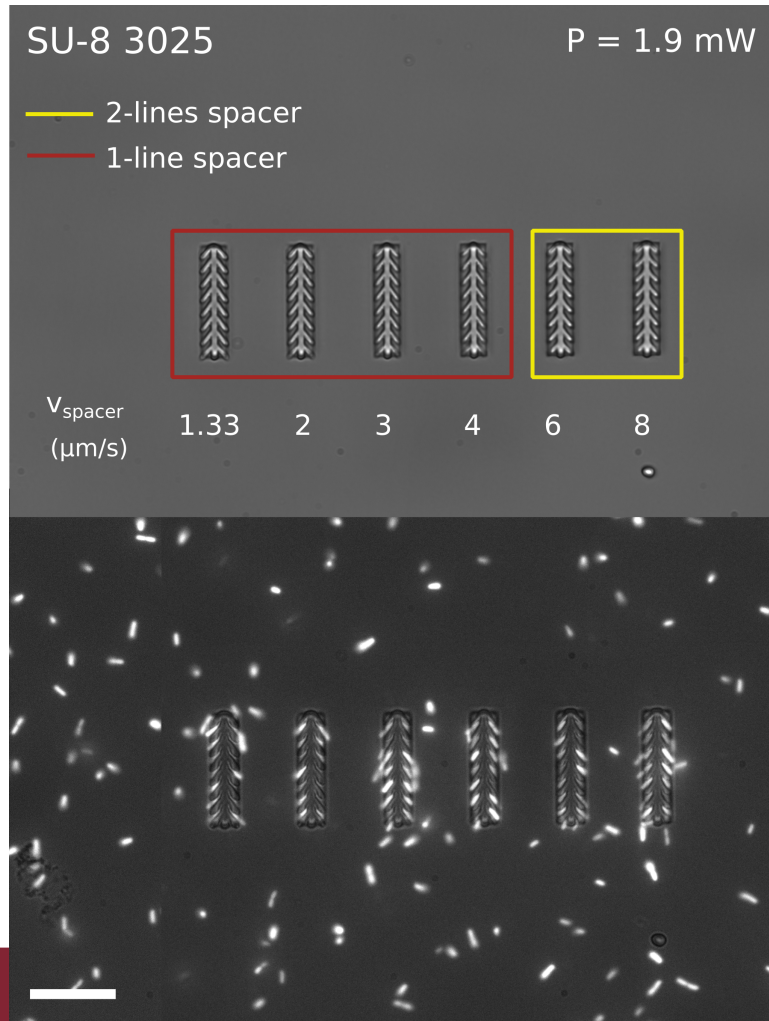 SU-8 3025
P = 1.9 mW
2-lines spacer
1-line spacer
vspacer
(μm/s)
1.33 2 3 4 6 8